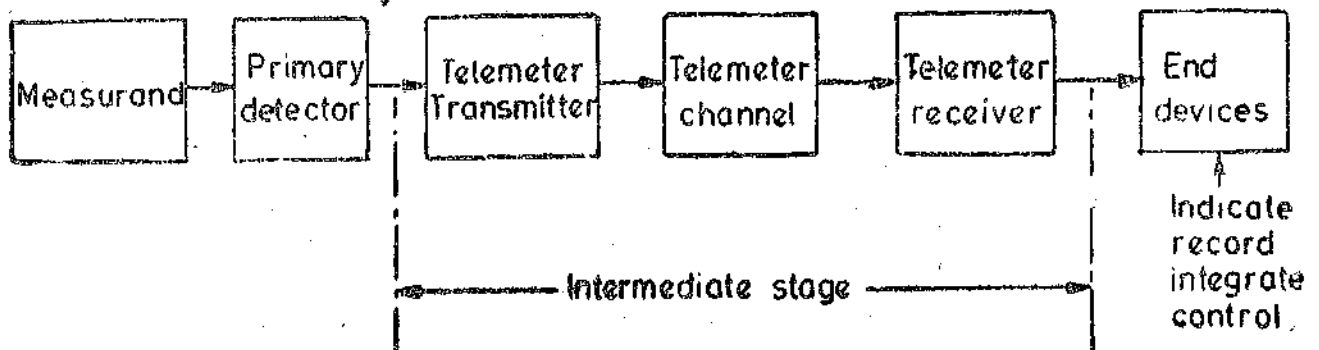 Measurand
Primary
detector
Telemeter
Transmitter
Telemeter
channel
Telemeter
receiver
End
devices
Indicate
record
integrate
control
Intermediate stage